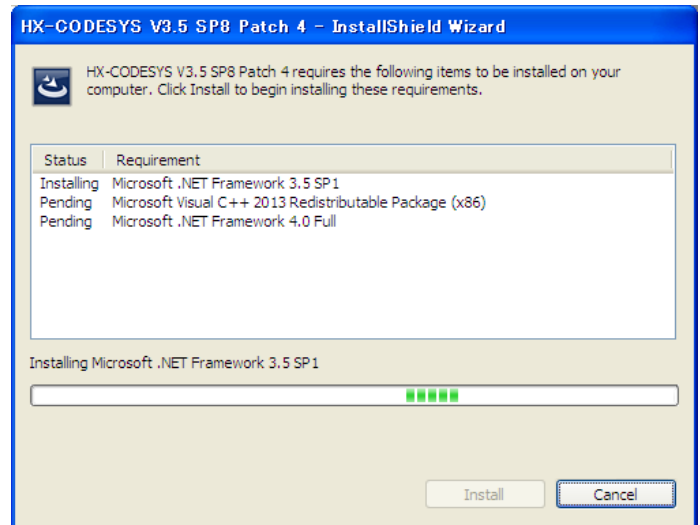 HX-CODESYS V3.5 SP8 Patch 4 - InstallShield Wizard
HX-CODESYS V3.5 SP8 Patch 4 requires the following items to be installed on your
computer. Click Install to begin installing these requirements.
Status Requirement
Installing Microsoft .NET Framework 3.5 SP1
Pending Microsoft Visual C++ 2013 Redistributable Package (x86)
Pending Microsoft .NET Framework 4.0 Full
Installing Microsoft .NET Framework 3.5 SP1
Install Cancel